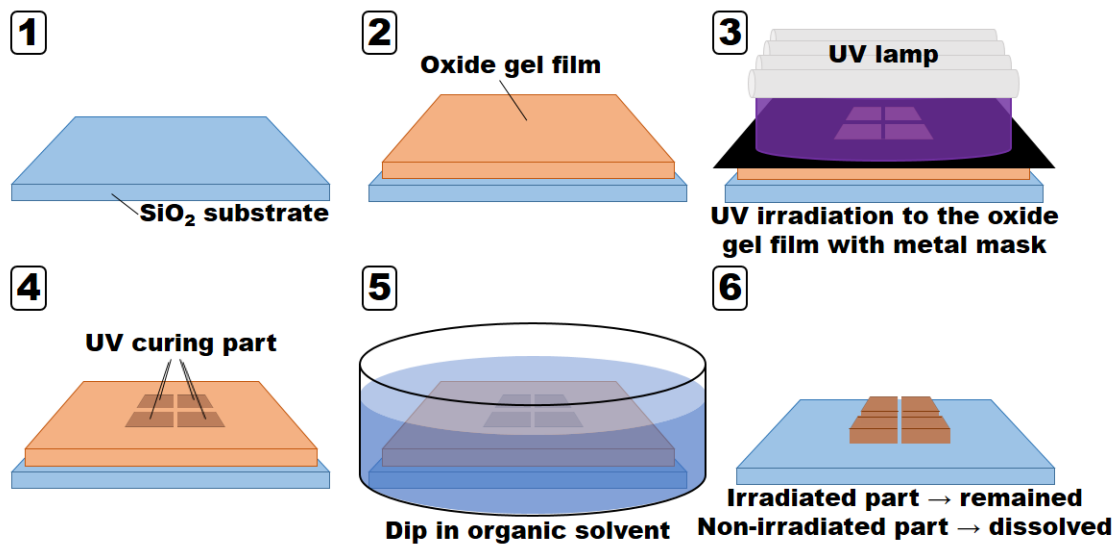 1
SiO₂ substrate
2
Oxide gel film
3
UV lamp
UV irradiation to the oxide
gel film with metal mask
4
UV curing part
5
Dip in organic solvent
6
Irradiated part → remained
Non-irradiated part → dissolved